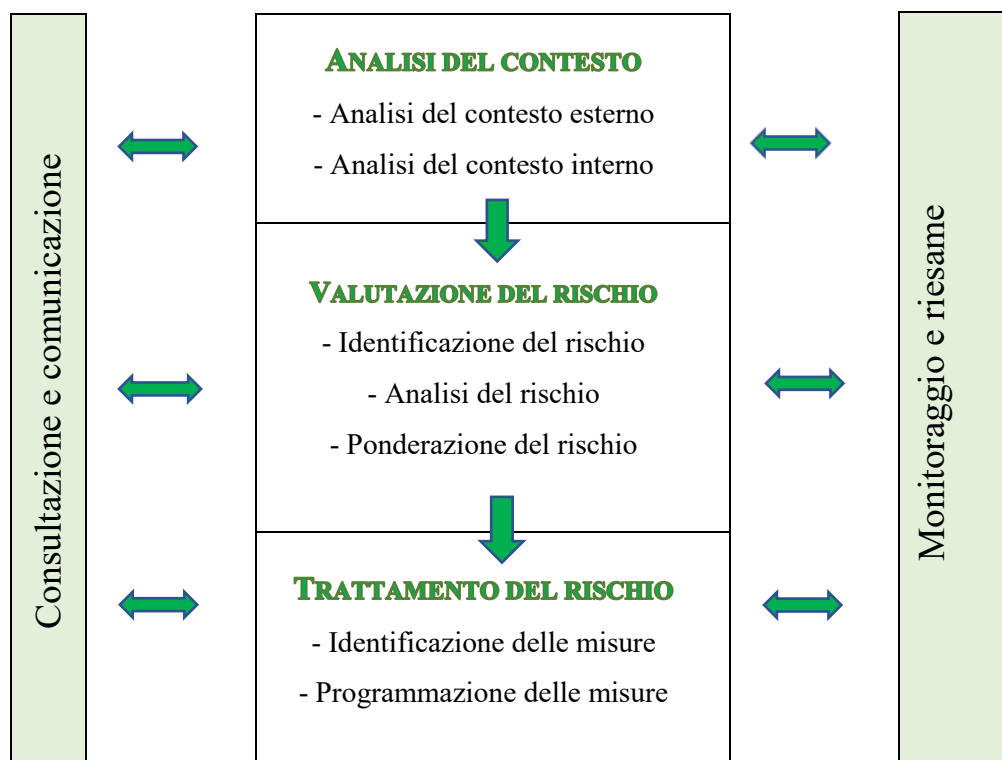 Consultazione e comunicazione
ANALISI DEL CONTESTO
- Analisi del contesto esterno
- Analisi del contesto interno
VALUTAZIONE DEL RISCHIO
- Identificazione del rischio
- Analisi del rischio
- Ponderazione del rischio
TRATTAMENTO DEL RISCHIO
- Identificazione delle misure
- Programmazione delle misure
Monitoraggio e riesame